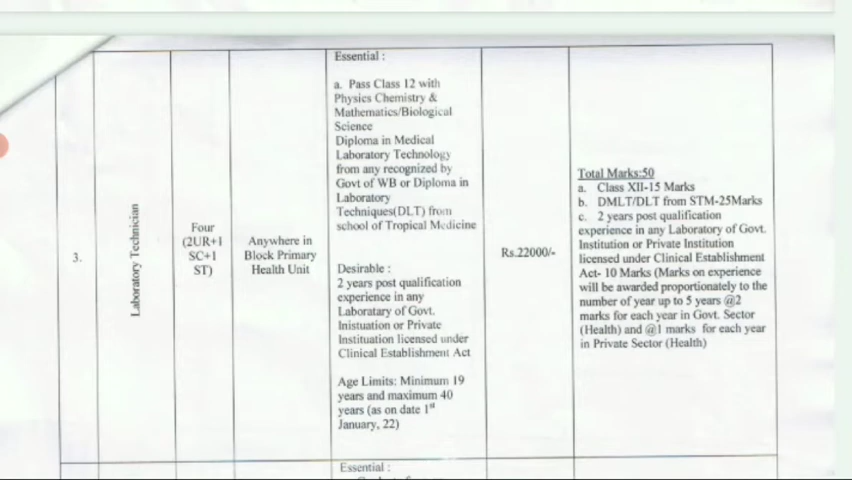 3.
Laboratory Technician
Four
(2UR+1
SC+1
ST)
Anywhere in
Block Primary
Health Unit
Essential :
a. Pass Class 12 with
Physics Chemistry &
Mathematics/Biological
Science
Diploma in Medical
Laboratory Technology
from any recognized by
Govt of WB or Diploma in
Laboratory
Techniques(DLT) from
school of Tropical Medicine
Desirable :
2 years post qualification
experience in any
Laboratary of Govt.
Inistuation or Private
Instituation licensed under
Clinical Establishment Act
Age Limits: Minimum 19
years and maximum 40
years (as on date 1st
January, 22)
Rs.22000/-
Total Marks:50
a. Class XII-15 Marks
b. DMLT/DLT from STM-25Marks
c. 2 years post qualification
experience in any Laboratory of Govt.
Institution or Private Institution
licensed under Clinical Establishment
Act- 10 Marks (Marks on experience
will be awarded proportionately to the
number of year up to 5 years @2
marks for each year in Govt. Sector
(Health) and @1 marks for each year
in Private Sector (Health)
Essential :